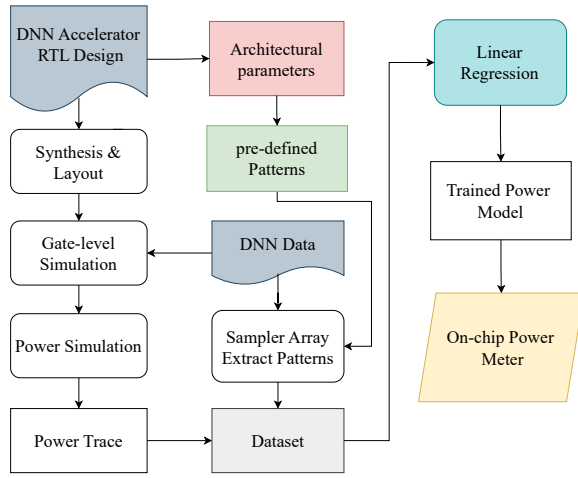 DNN Accelerator
RTL Design
Architectural
parameters
Linear
Regression
Synthesis &
Layout
pre-defined
Patterns
Trained Power
Model
Gate-level
Simulation
DNN Data
Power Simulation
Sampler Array
Extract Patterns
On-chip Power
Meter
Power Trace
Dataset